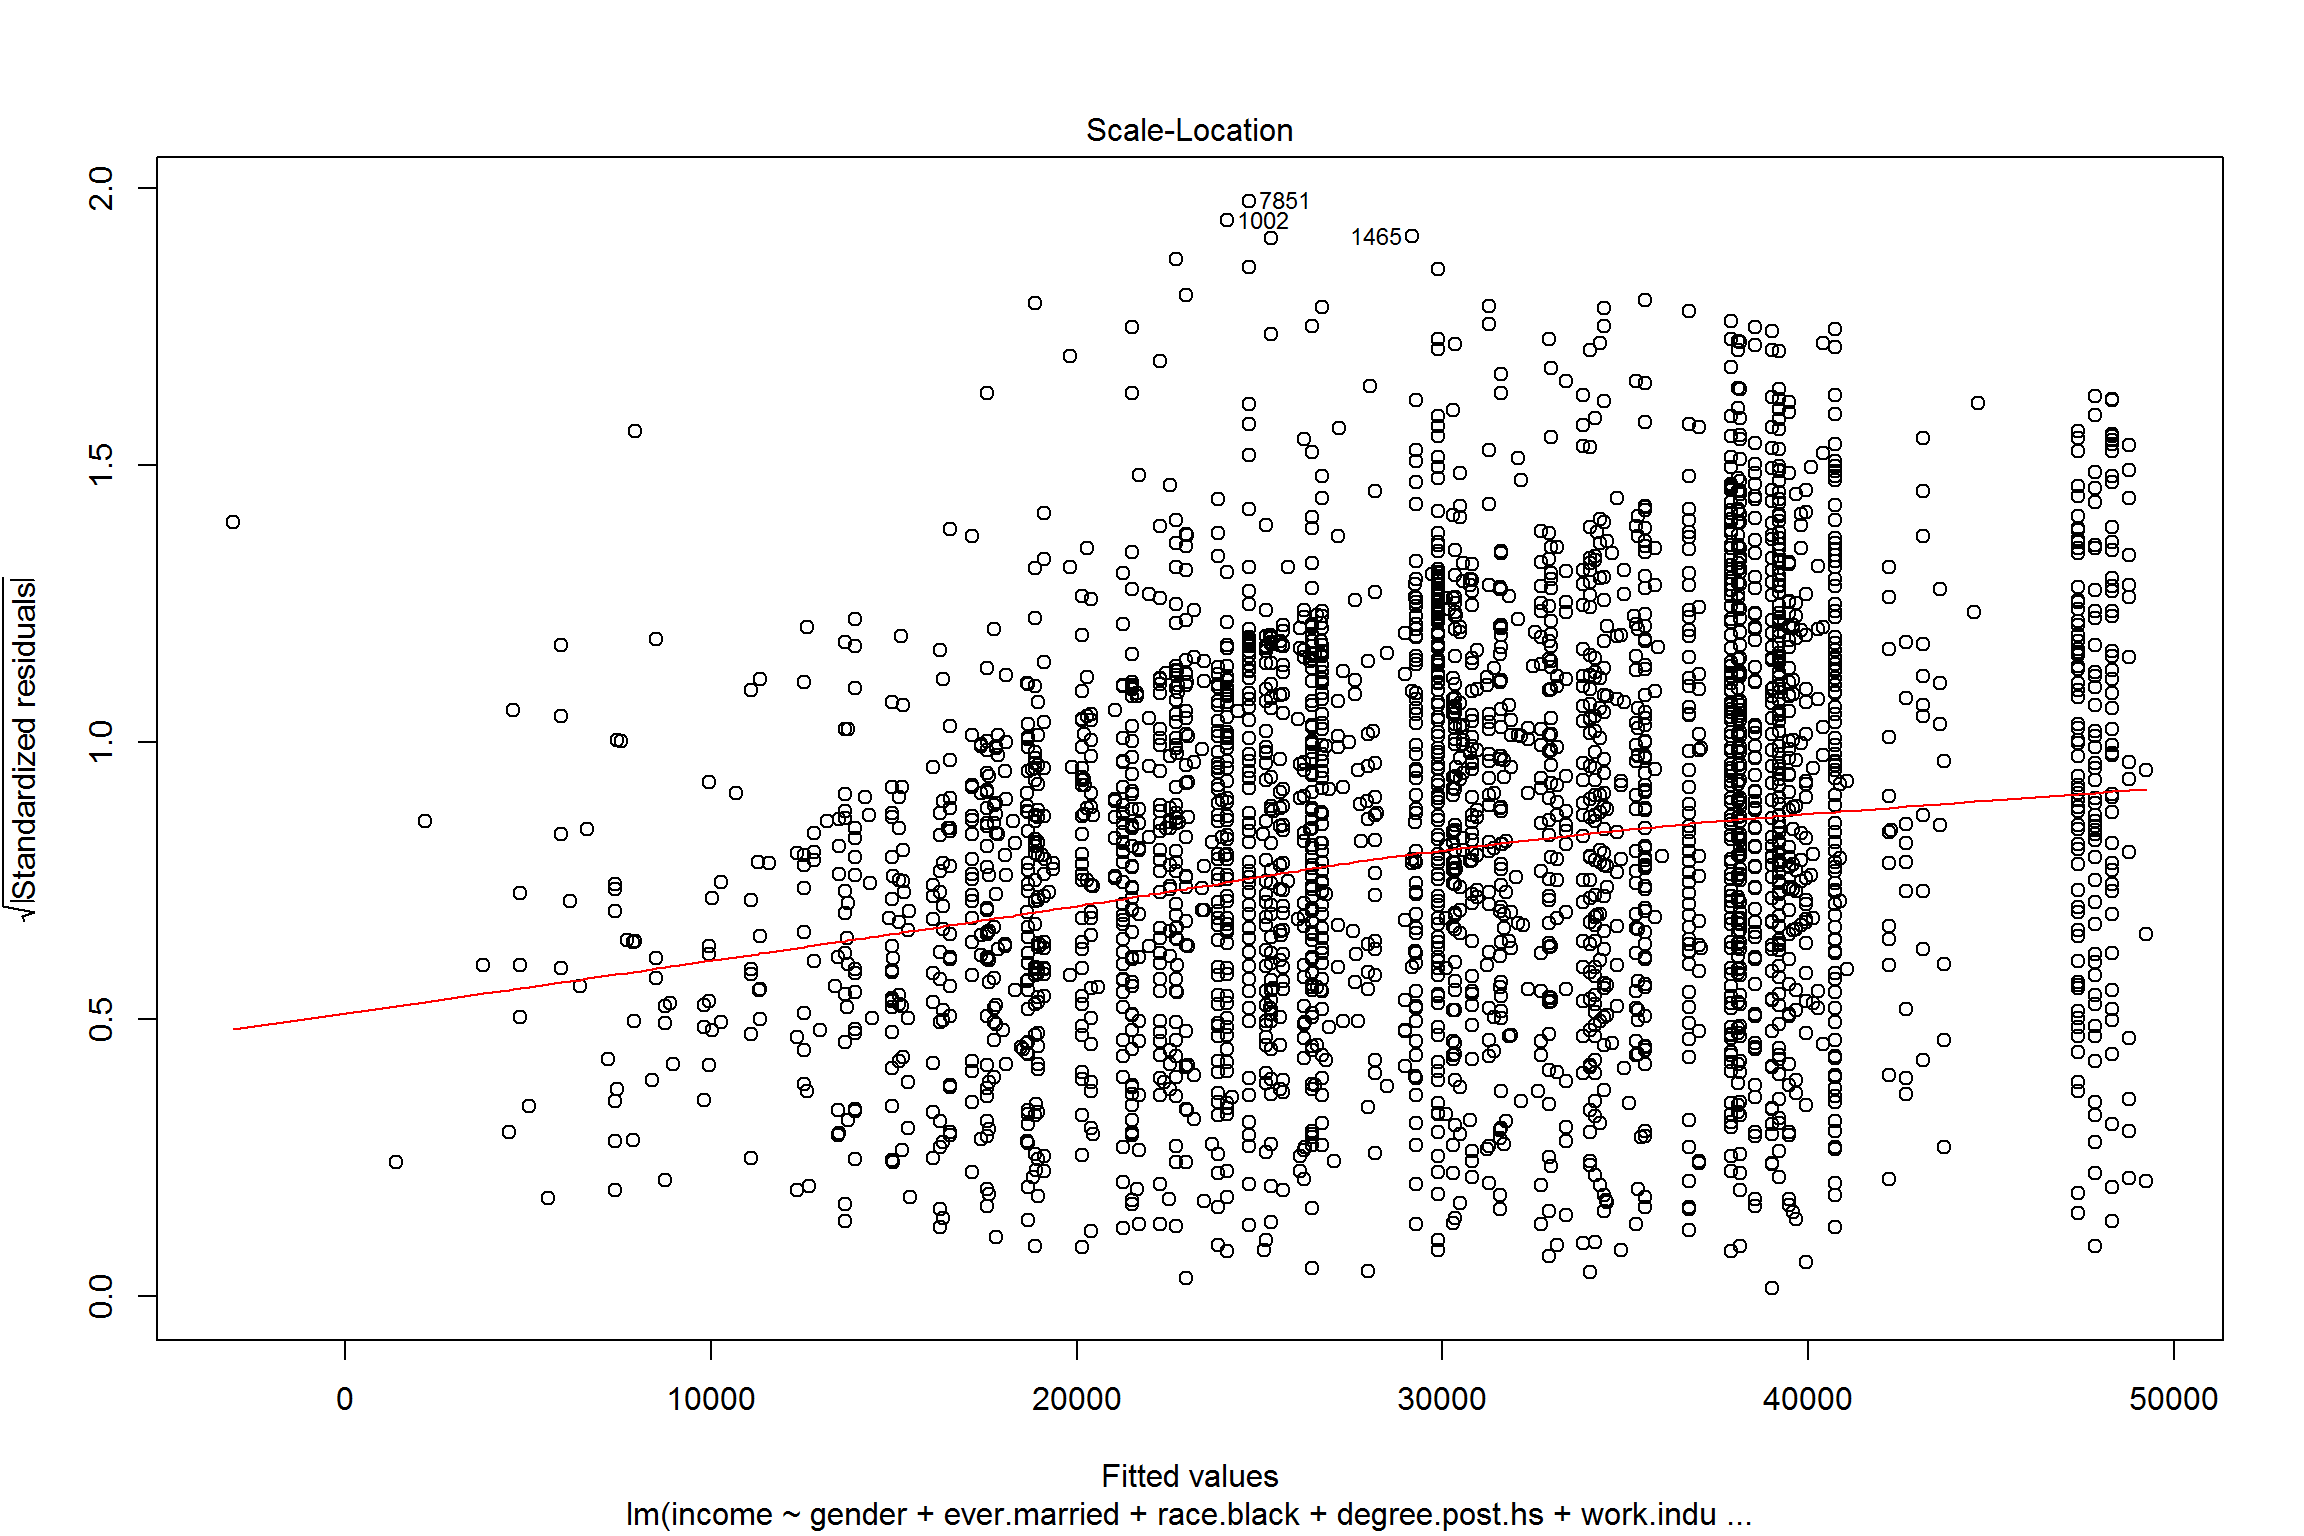 Scale-Location
√|Standardized residuals|
2.0
1.5
1.0
0.5
0.0
7851
1002
1465
0 10000 20000 30000 40000 50000
Fitted values
lm(income ~ gender + ever.married + race.black + degree.post.hs + work.indu ...